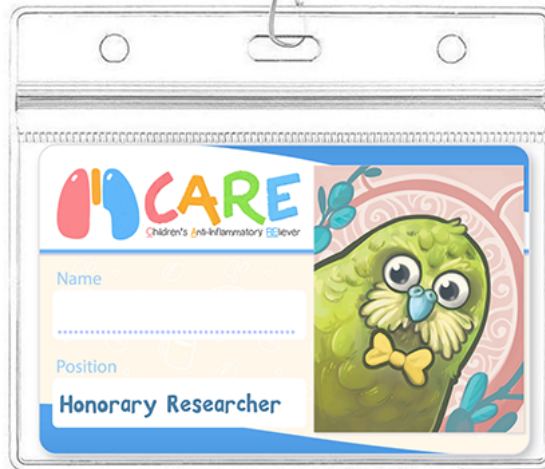 CARE
Children's Anti-Inflammatory REliever
Name
Position
Honorary Researcher